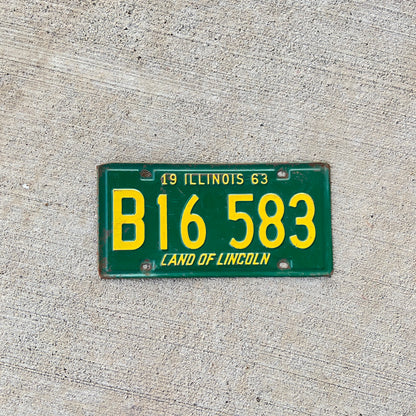 19 ILLINOIS 63
B16 583
LAND OF LINCOLN